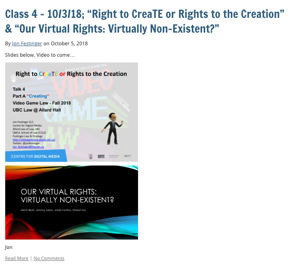 Class 4 - 10/3/18; “Right to CreaTE or Rights to the Creation”
& “Our Virtual Rights: Virtually Non-Existent?”
By Jon Festinger on October 5, 2018
Slides below. Video to come…
Right to CreaTE or Rights to the Creation
Talk 4
Part A “Creating”
Video Game Law - Fall 2018
UBC Law @ Allard Hall
CENTRE FOR DIGITAL MEDIA
OUR VIRTUAL RIGHTS:
VIRTUALLY NON-EXISTENT?
Jon
Read More | No Comments